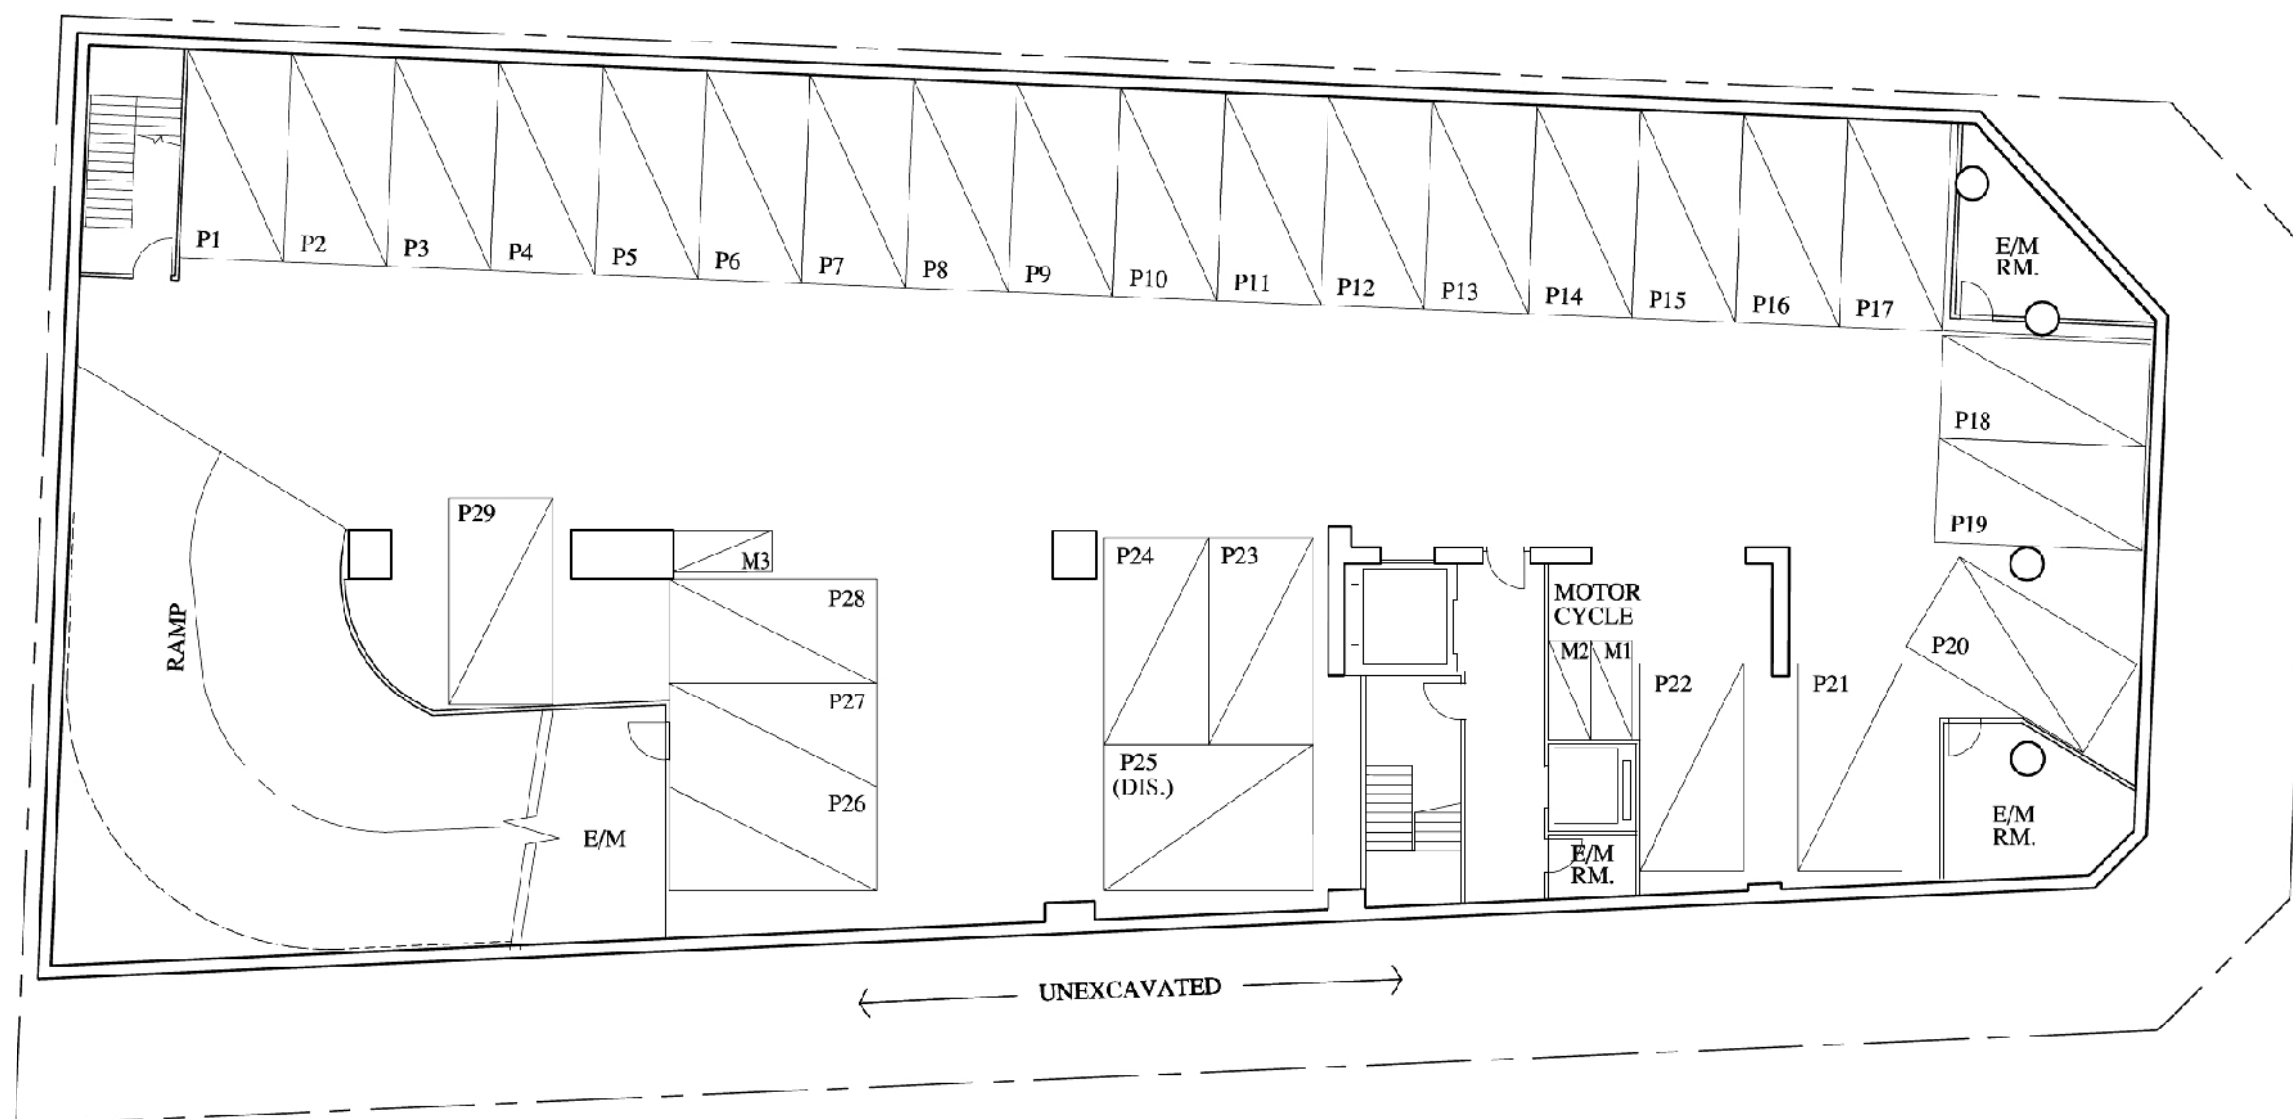 P1
P2
P3
P4
P5
P6
P7
P8
P9
P10
P11
P12
P13
P14
P15
P16
P17
E/M
RM.
P18
P19
P29
M3
P28
P24
P23
MOTOR
CYCLE
M2
M1
P20
RAMP
P22
P21
P27
P25
(DIS.)
P26
E/M
E/M
RM.
E/M
RM.
UNEXCAVATED